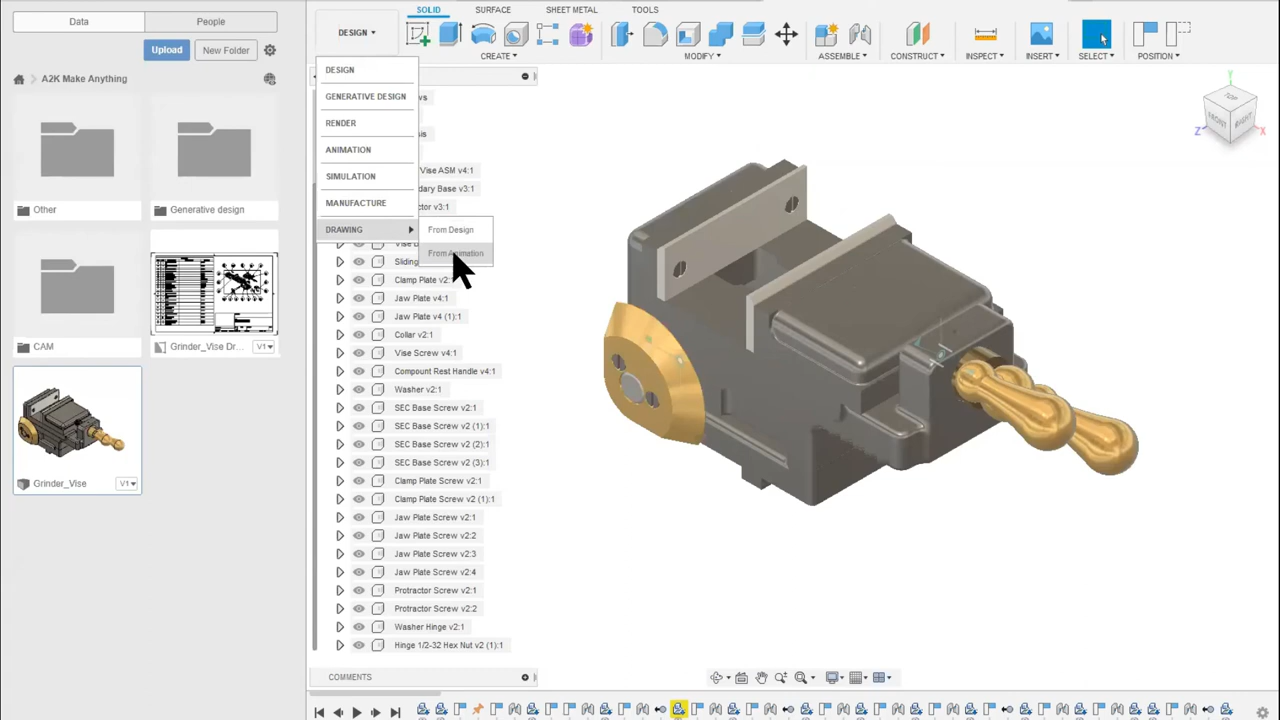 Data
People
Upload
New Folder
A2K Make Anything
Other
Generative design
CAM
Grinder_Vise Dr...
V1
Grinder_Vise
V1
DESIGN
SOLID
SURFACE
SHEET METAL
TOOLS
CREATE
MODIFY
ASSEMBLE
CONSTRUCT
INSPECT
INSERT
SELECT
POSITION
DESIGN
GENERATIVE DESIGN
RENDER
ANIMATION
SIMULATION
MANUFACTURE
DRAWING
From Design
From Animation
Vise ASM v4:1
Base v3:1
v3:1
Sliding
Clamp Plate v2:
Jaw Plate v4:1
Jaw Plate v4 (1):1
Collar v2:1
Vise Screw v4:1
Compount Rest Handle v4:1
Washer v2:1
SEC Base Screw v2:1
SEC Base Screw v2 (1):1
SEC Base Screw v2 (2):1
SEC Base Screw v2 (3):1
Clamp Plate Screw v2:1
Clamp Plate Screw v2 (1):1
Jaw Plate Screw v2:1
Jaw Plate Screw v2:2
Jaw Plate Screw v2:3
Jaw Plate Screw v2:4
Protractor Screw v2:1
Protractor Screw v2:2
Washer Hinge v2:1
Hinge 1/2-32 Hex Nut v2 (1):1
COMMENTS
Y
TOP
FRONT
RIGHT
Z
X